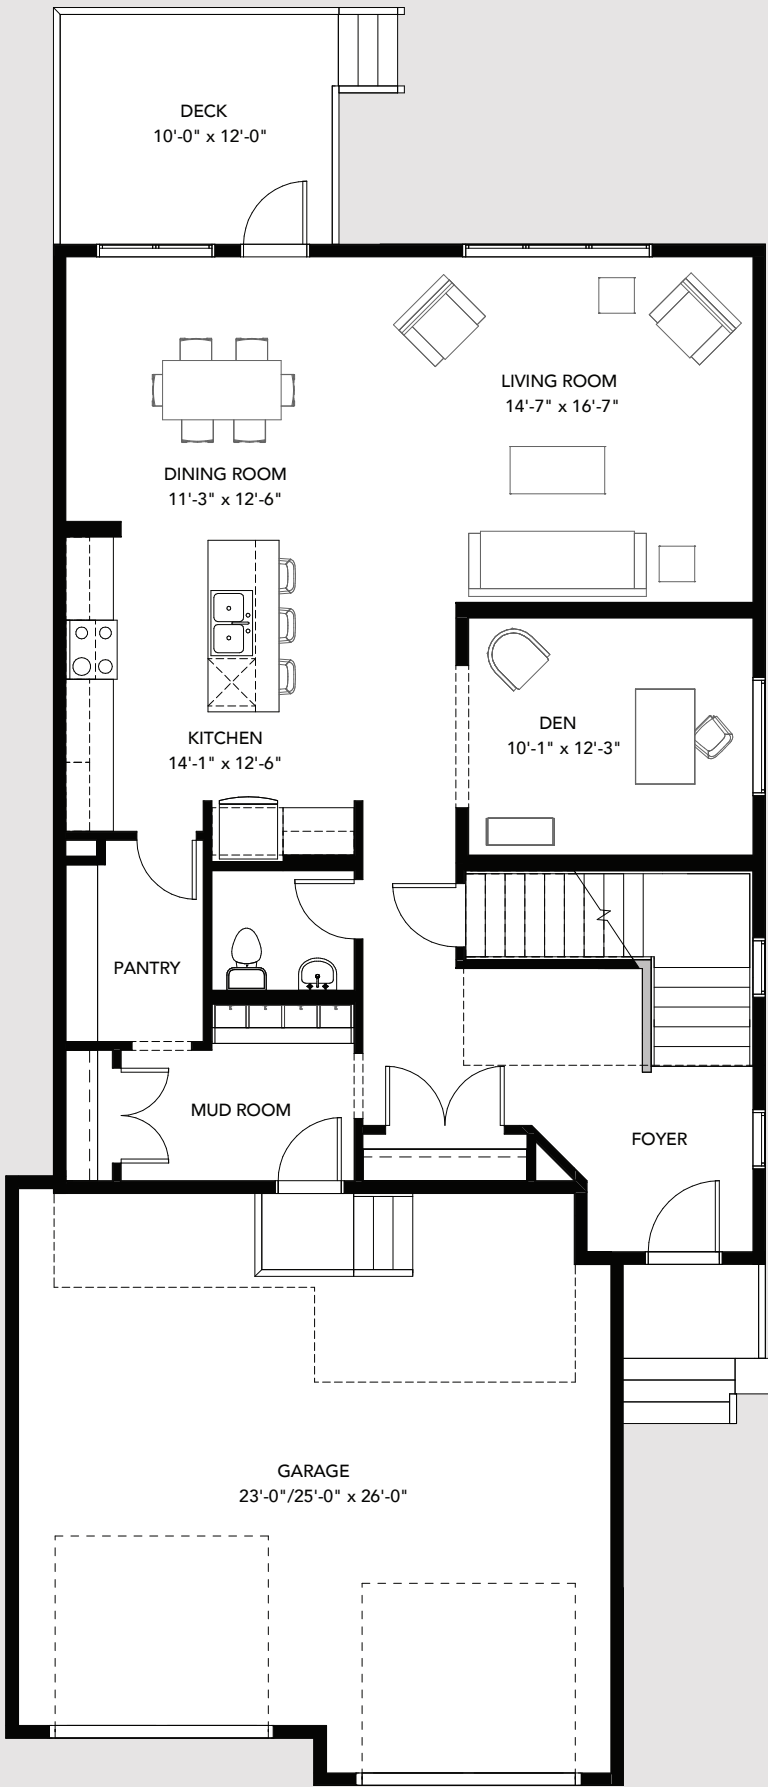 DECK
10'-0" x 12'-0"
LIVING ROOM
14'-7" x 16'-7"
DINING ROOM
11'-3" x 12'-6"
DEN
10'-1" x 12'-3"
KITCHEN
14'-1" x 12'-6"
PANTRY
MUD ROOM
FOYER
GARAGE
23'-0"/25'-0" x 26'-0"